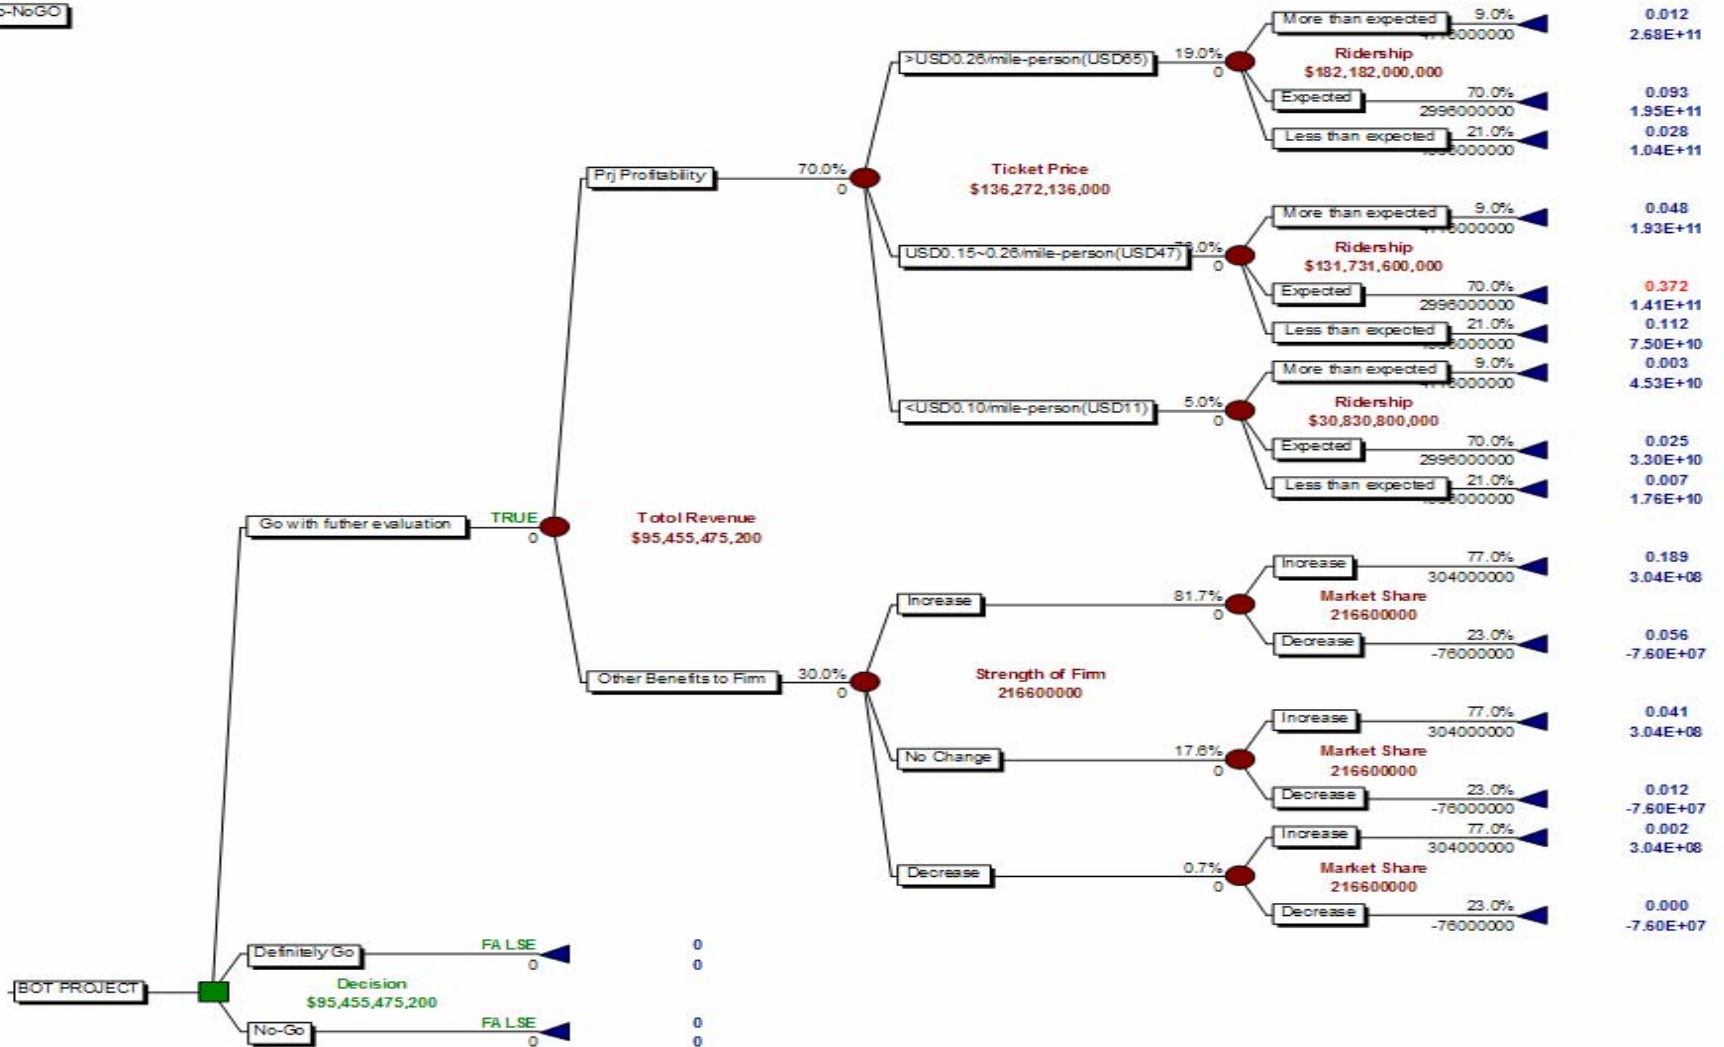 o-NoGO
More than expected 9.0% 0.012
2.68E+11
>USD0.26/mile-person(USD65) 19.0% Ridership
0 $182,182,000,000
Expected 70.0% 0.093
2996000000 1.95E+11
Less than expected 21.0% 0.028
1.04E+11
Prj Profitability 70.0% Ticket Price
0 $136,272,136,000
More than expected 9.0% 0.048
1.93E+11
USD0.15~0.26/mile-person(USD47) Ridership
0 $131,731,600,000
Expected 70.0% 0.372
2996000000 1.41E+11
Less than expected 21.0% 0.112
7.50E+10
More than expected 9.0% 0.003
4.53E+10
<USD0.10/mile-person(USD11) 5.0% Ridership
0 $30,830,800,000
Expected 70.0% 0.025
2996000000 3.30E+10
Less than expected 21.0% 0.007
1.76E+10
Go with futher evaluation TRUE Totol Revenue
0 $95,455,475,200
Increase 77.0% 0.189
304000000 3.04E+08
Increase 81.7% Market Share
0 216600000
Decrease 23.0% 0.056
-76000000 -7.60E+07
Other Benefits to Firm 30.0% Strength of Firm
0 216600000
Increase 77.0% 0.041
304000000 3.04E+08
No Change 17.6% Market Share
0 216600000
Decrease 23.0% 0.012
-76000000 -7.60E+07
Increase 77.0% 0.002
304000000 3.04E+08
Decrease 0.7% Market Share
0 216600000
Decrease 23.0% 0.000
-76000000 -7.60E+07
Definitely Go FALSE 0
0 0
BOT PROJECT Decision
$95,455,475,200
No-Go FALSE 0
0 0